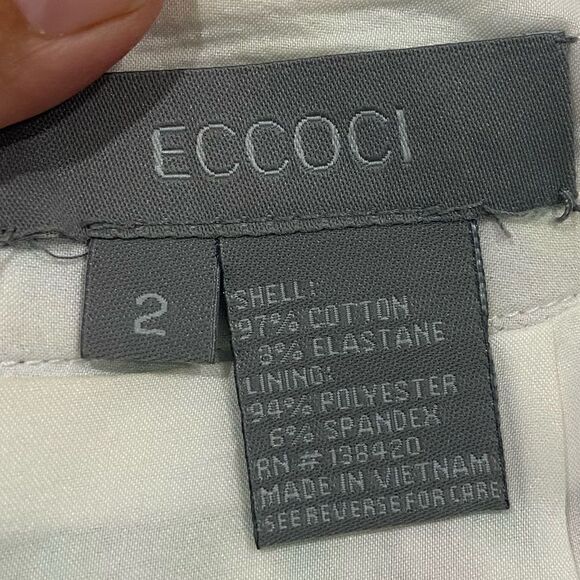 ECCOCI
2
SHELL:
97% COTTON
3% ELASTANE
LINING:
94% POLYESTER
6% SPANDEX
RN # 138420
MADE IN VIETNAM
SEE REVERSE FOR CARE